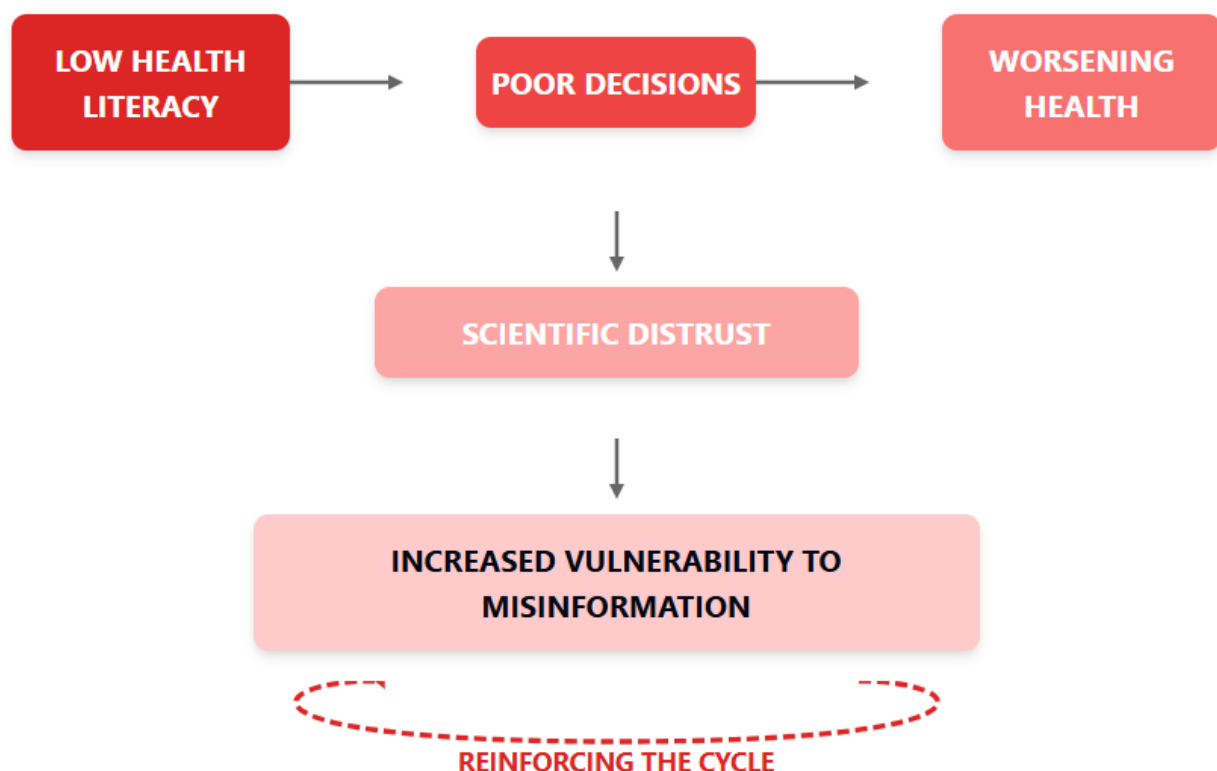 LOW HEALTH
LITERACY
POOR DECISIONS
WORSENING
HEALTH
SCIENTIFIC DISTRUST
INCREASED VULNERABILITY TO
MISINFORMATION
REINFORCING THE CYCLE